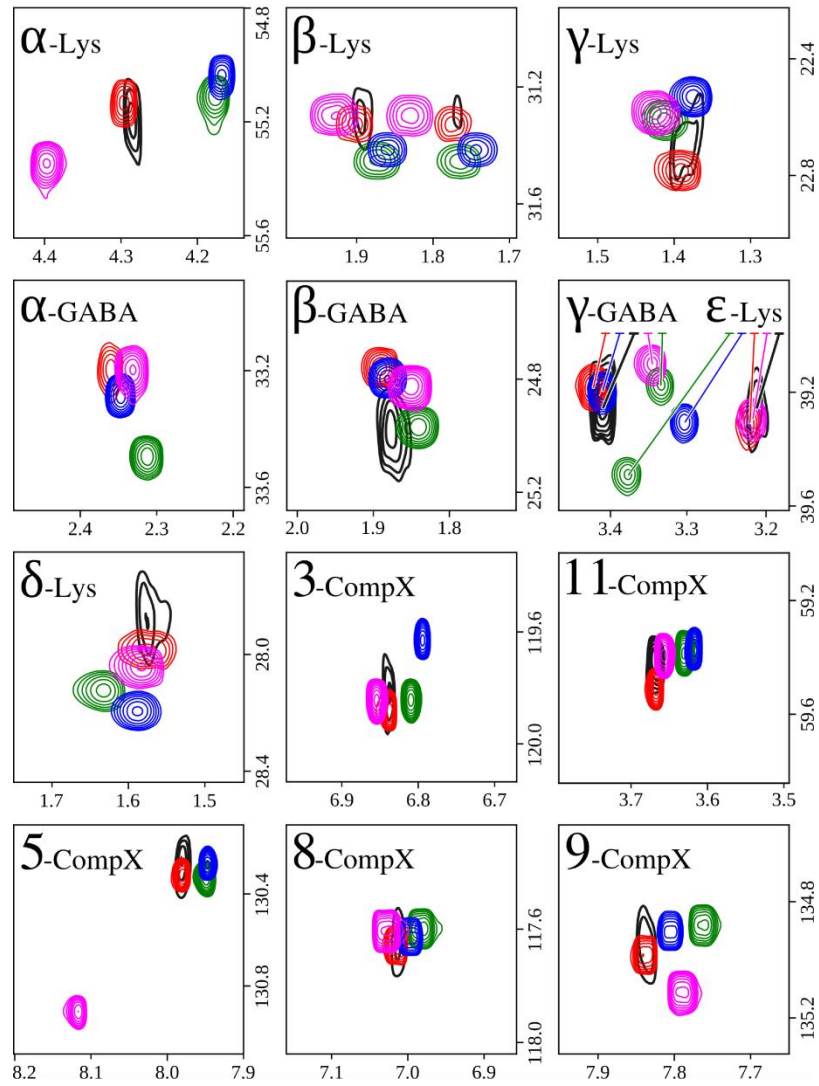 α-Lys
54.8
55.2
55.6
4.4 4.3 4.2
β-Lys
31.2
31.6
1.9 1.8 1.7
γ-Lys
22.4
22.8
1.5 1.4 1.3
α-GABA
33.2
33.6
2.4 2.3 2.2
β-GABA
24.8
25.2
2.0 1.9 1.8
γ-GABA ε-Lys
39.2
39.6
3.4 3.3 3.2
δ-Lys
28.0
28.4
1.7 1.6 1.5
3-CompX
119.6
120.0
6.9 6.8 6.7
11-CompX
59.2
59.6
3.7 3.6 3.5
5-CompX
130.4
130.8
8.2 8.1 8.0 7.9
8-CompX
117.6
118.0
7.1 7.0 6.9
9-CompX
134.8
135.2
7.9 7.8 7.7